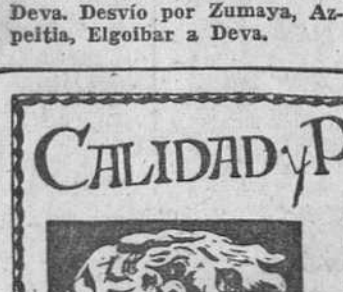 Deva. Desvío por Zumaya, Az-
peitia, Elgoibar a Deva.
CALIDAD y P